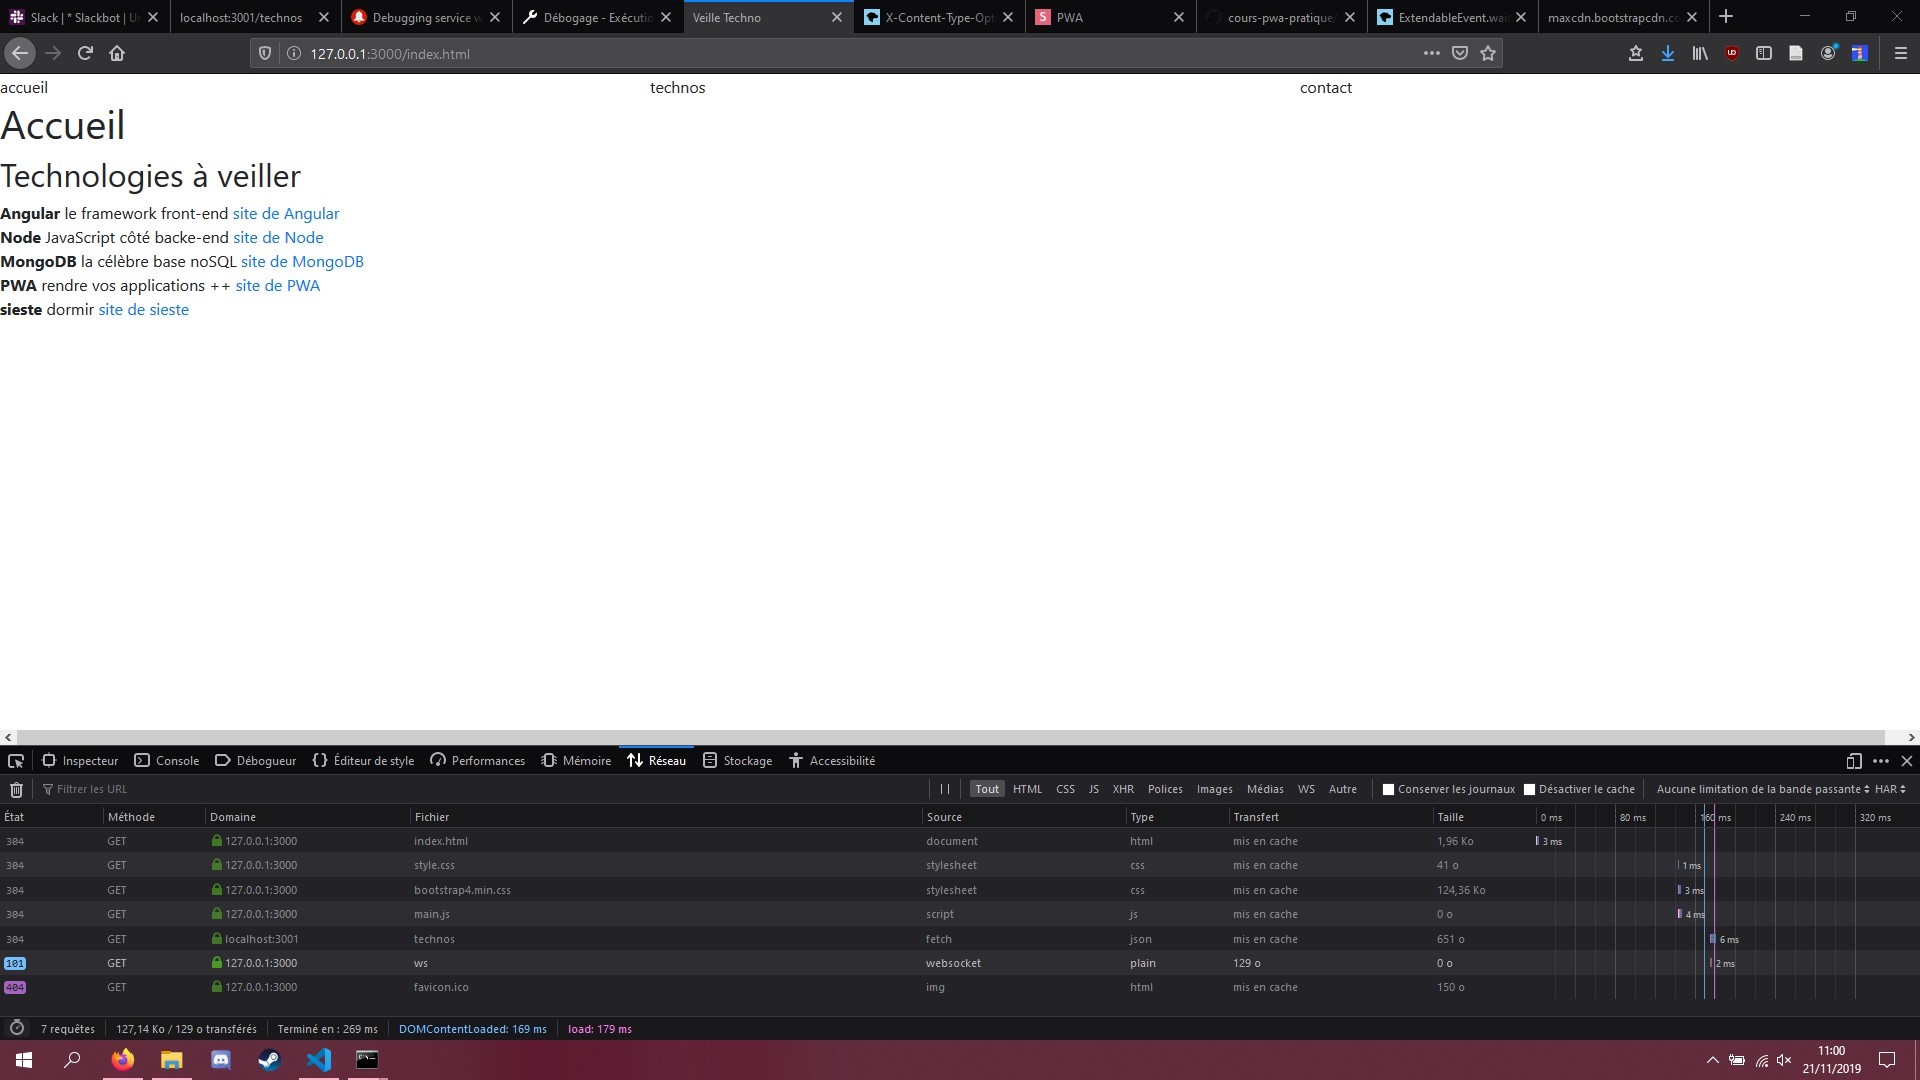 Slack | * Slackbot | U
localhost:3001/technos
Debugging service w
Débogage - Exécutio
Veille Techno
X-Content-Type-Opt
PWA
cours-pwa-pratique/
ExtendableEvent.wai
maxcdn.bootstrapcdn.co
127.0.0.1:3000/index.html
accueil technos contact
Accueil
Technologies à veiller
Angular le framework front-end site de Angular
Node JavaScript côté backe-end site de Node
MongoDB la célèbre base noSQL site de MongoDB
PWA rendre vos applications ++ site de PWA
sieste dormir site de sieste
Inspecteur Console Débogueur Éditeur de style Performances Mémoire Réseau Stockage Accessibilité
Filtrer les URL Tout HTML CSS JS XHR Polices Images Médias WS Autre Conserver les journaux Désactiver le cache Aucune limitation de la bande passante HAR
État Méthode Domaine Fichier Source Type Transfert Taille 0 ms 80 ms 160 ms 240 ms 320 ms
304 GET 127.0.0.1:3000 index.html document html mis en cache 1,96 Ko 3 ms
304 GET 127.0.0.1:3000 style.css stylesheet css mis en cache 41 o 1 ms
304 GET 127.0.0.1:3000 bootstrap4.min.css stylesheet css mis en cache 124,36 Ko 3 ms
304 GET 127.0.0.1:3000 main.js script js mis en cache 0 o 4 ms
304 GET localhost:3001 technos fetch json mis en cache 651 o 6 ms
101 GET 127.0.0.1:3000 ws websocket plain 129 o 0 o 2 ms
404 GET 127.0.0.1:3000 favicon.ico img html mis en cache 150 o
7 requêtes 127,14 Ko / 129 o transférés Terminé en : 269 ms DOMContentLoaded: 169 ms load: 179 ms
11:00
21/11/2019